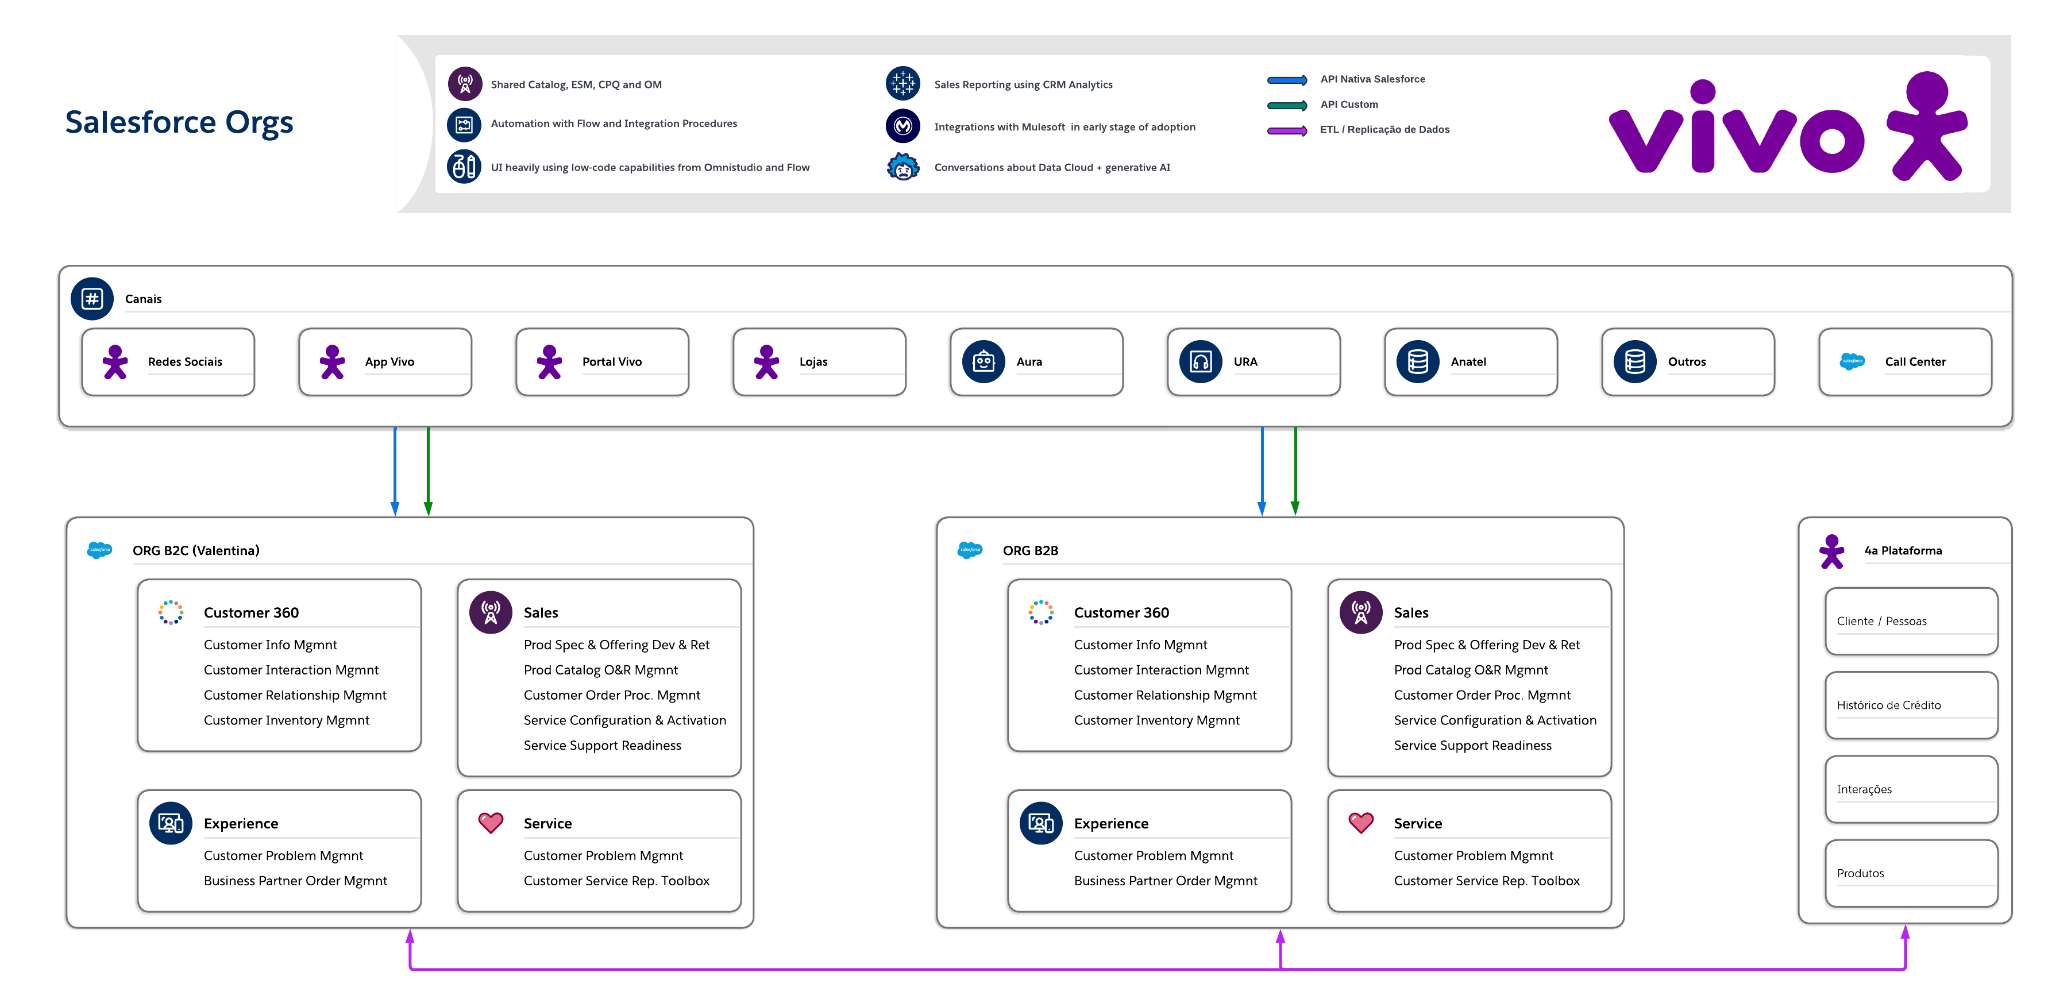 Salesforce Orgs
Shared Catalog, ESM, CPQ and OM
Automation with Flow and Integration Procedures
UI heavily using low-code capabilities from Omnistudio and Flow
Sales Reporting using CRM Analytics
Integrations with Mulesoft in early stage of adoption
Conversations about Data Cloud + generative AI
API Nativa Salesforce
API Custom
ETL / Replicação de Dados
vivo
Canais
Redes Sociais
App Vivo
Portal Vivo
Lojas
Aura
URA
Anatel
Outros
salesforce
Call Center
salesforce
ORG B2C (Valentina)
Customer 360
Customer Info Mgmnt
Customer Interaction Mgmnt
Customer Relationship Mgmnt
Customer Inventory Mgmnt
Sales
Prod Spec & Offering Dev & Ret
Prod Catalog O&R Mgmnt
Customer Order Proc. Mgmnt
Service Configuration & Activation
Service Support Readiness
Experience
Customer Problem Mgmnt
Business Partner Order Mgmnt
Service
Customer Problem Mgmnt
Customer Service Rep. Toolbox
salesforce
ORG B2B
Customer 360
Customer Info Mgmnt
Customer Interaction Mgmnt
Customer Relationship Mgmnt
Customer Inventory Mgmnt
Sales
Prod Spec & Offering Dev & Ret
Prod Catalog O&R Mgmnt
Customer Order Proc. Mgmnt
Service Configuration & Activation
Service Support Readiness
Experience
Customer Problem Mgmnt
Business Partner Order Mgmnt
Service
Customer Problem Mgmnt
Customer Service Rep. Toolbox
4a Plataforma
Cliente / Pessoas
Histórico de Crédito
Interações
Produtos